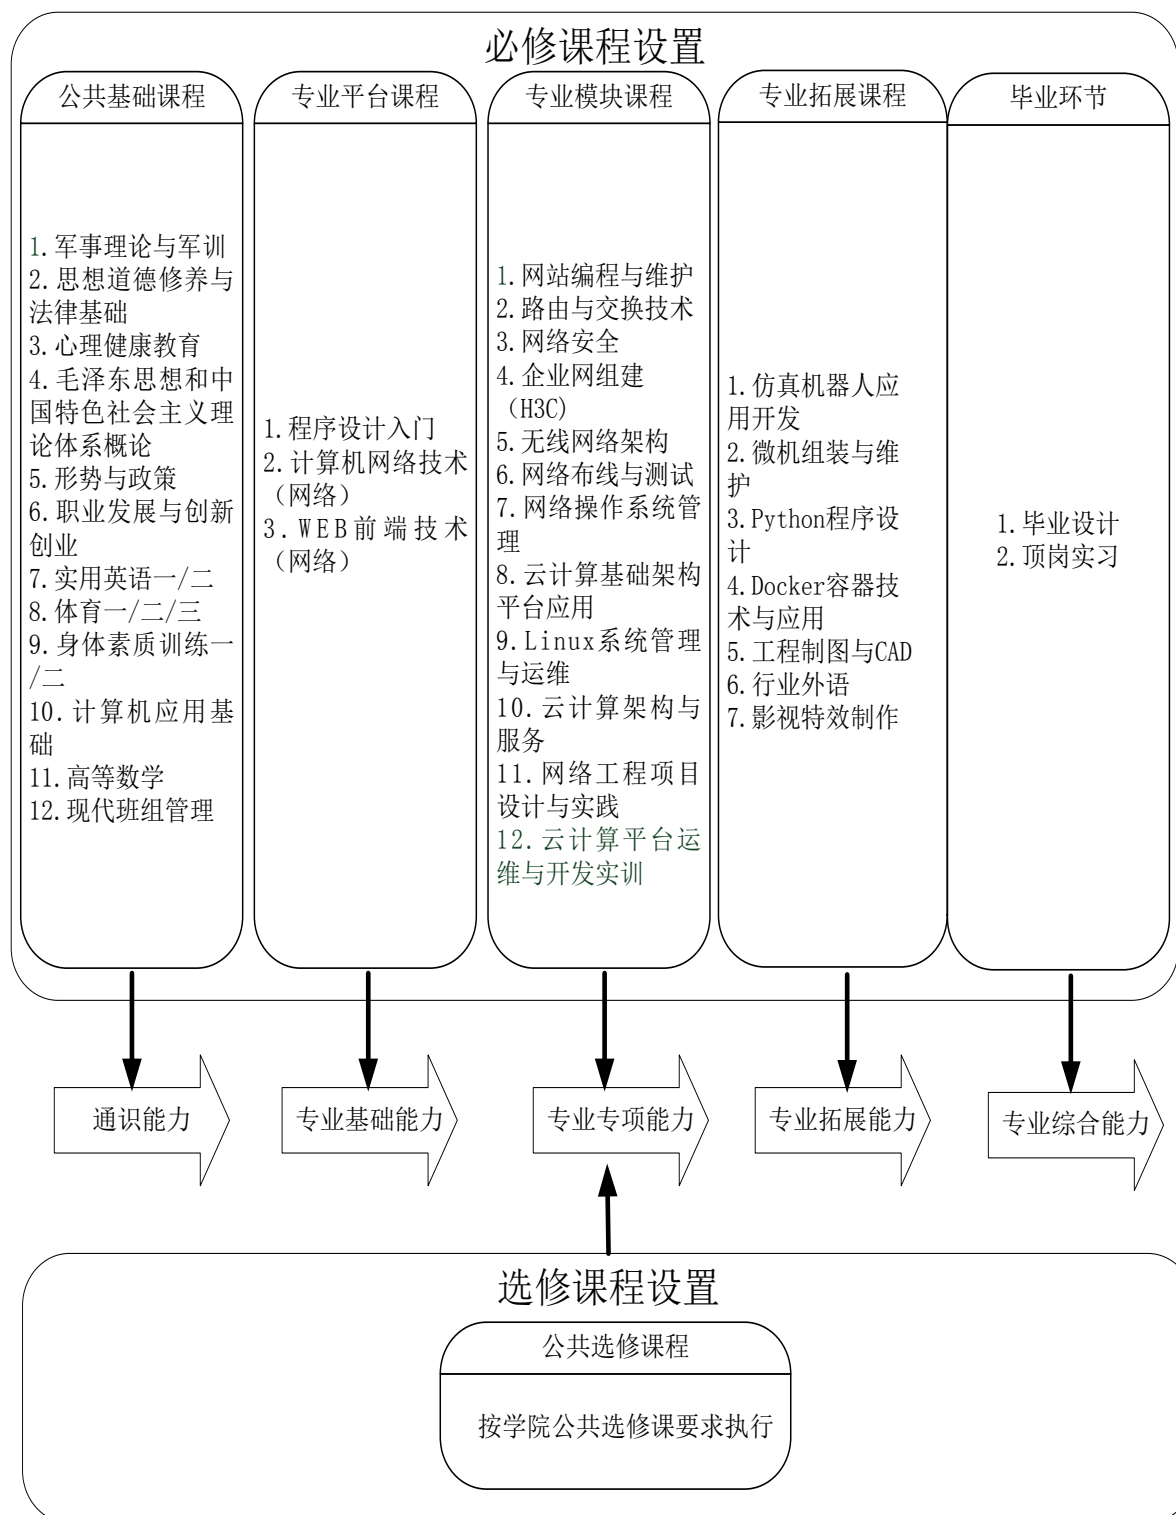 必修课程设置
公共基础课程
1.军事理论与军训
2.思想道德修养与
法律基础
3.心理健康教育
4.毛泽东思想和中
国特色社会主义理
论体系概论
5.形势与政策
6.职业发展与创新
创业
7.实用英语一/二
8.体育一/二/三
9.身体素质训练一
/二
10.计算机应用基
础
11.高等数学
12.现代班组管理
专业平台课程
1.程序设计入门
2.计算机网络技术
（网络）
3.WEB前端技术
（网络）
专业模块课程
1.网站编程与维护
2.路由与交换技术
3.网络安全
4.企业网组建
（H3C)
5.无线网络架构
6.网络布线与测试
7.网络操作系统管
理
8.云计算基础架构
平台应用
9.Linux系统管理
与运维
10.云计算架构与
服务
11.网络工程项目
设计与实践
12.云计算平台运
维与开发实训
专业拓展课程
1.仿真机器人应
用开发
2.微机组装与维
护
3.Python程序设
计
4.Docker容器技
术与应用
5.工程制图与CAD
6.行业外语
7.影视特效制作
毕业环节
1.毕业设计
2.顶岗实习
通识能力
专业基础能力
专业专项能力
专业拓展能力
专业综合能力
选修课程设置
公共选修课程
按学院公共选修课要求执行